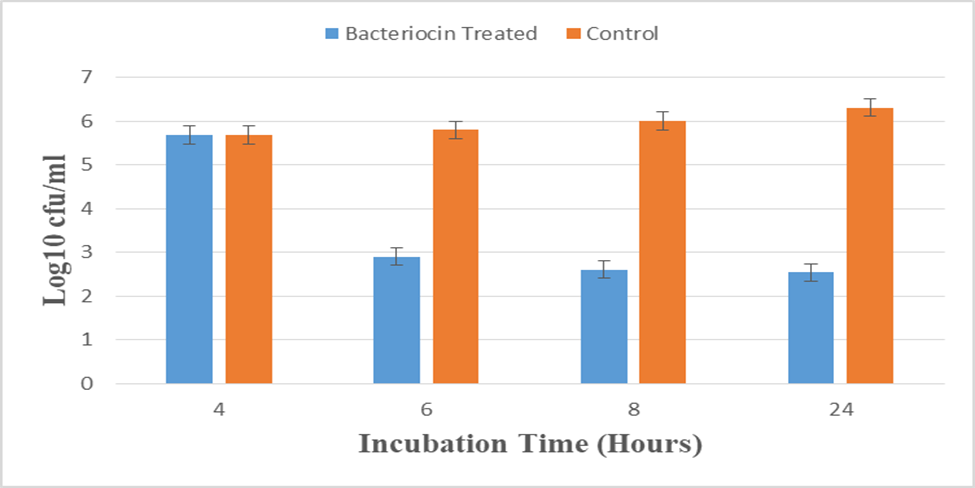 Bacteriocin Treated Control
7
6
5
4
3
2
1
0
Log10 cfu/ml
4 6 8 24
Incubation Time (Hours)